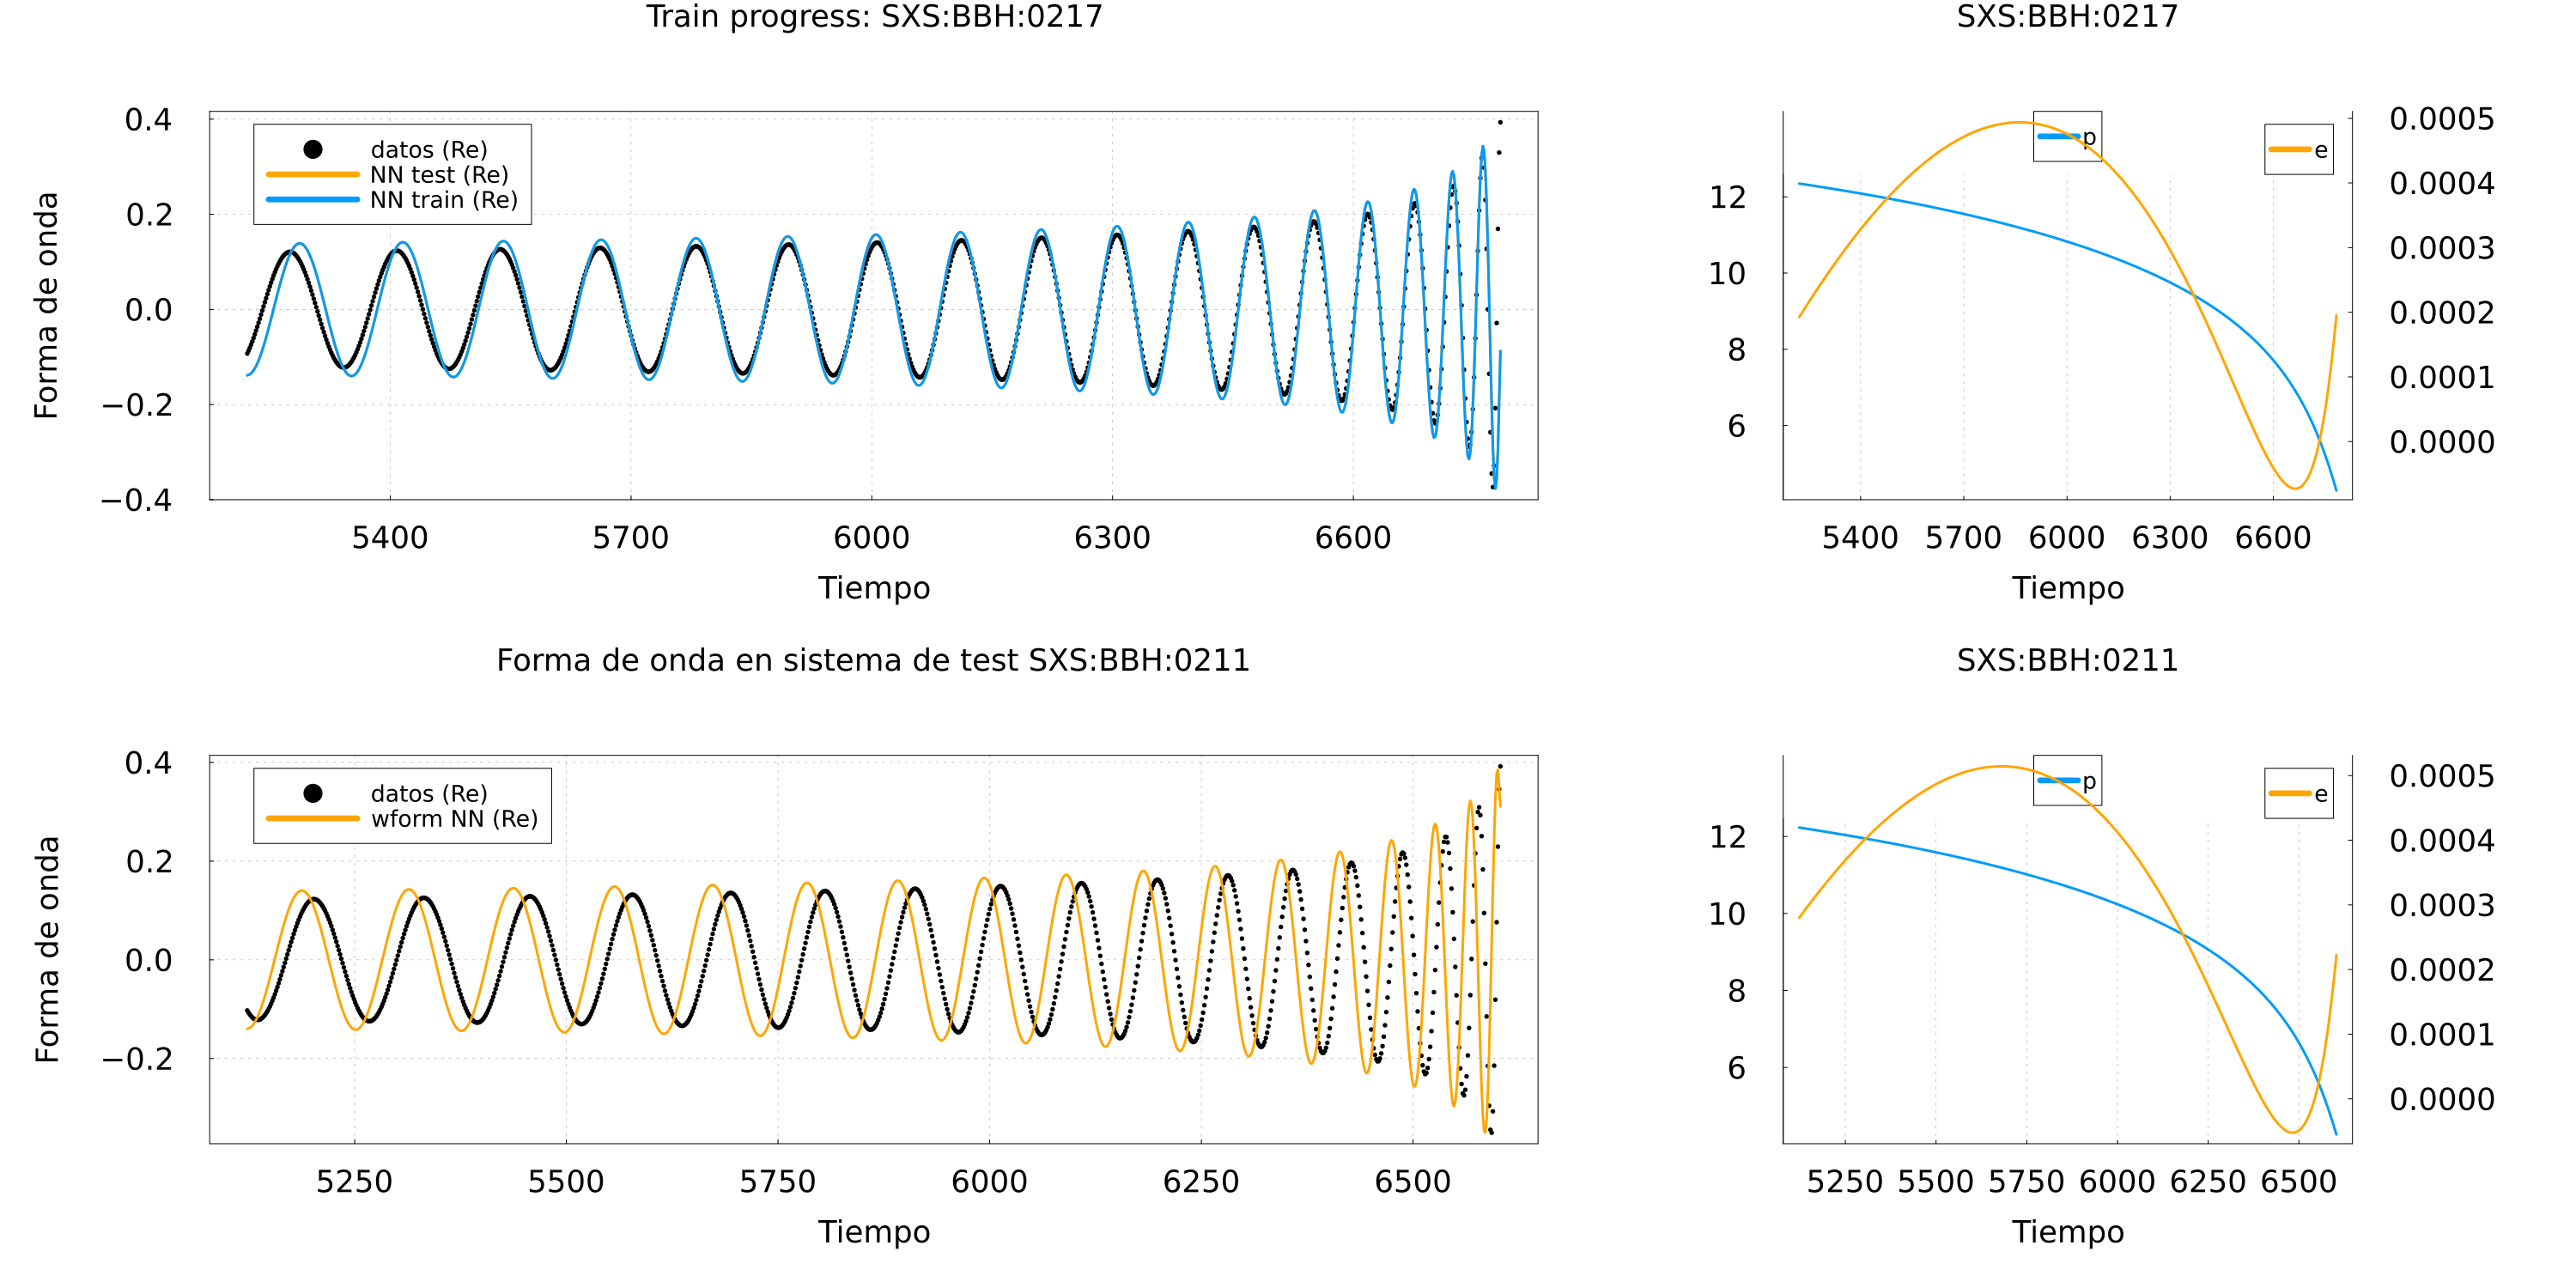 Train progress: SXS:BBH:0217
Forma de onda
0.4
0.2
0.0
−0.2
−0.4
datos (Re)
NN test (Re)
NN train (Re)
5400 5700 6000 6300 6600
Tiempo
SXS:BBH:0217
12
10
8
6
p
e
0.0005
0.0004
0.0003
0.0002
0.0001
0.0000
5400 5700 6000 6300 6600
Tiempo
Forma de onda en sistema de test SXS:BBH:0211
Forma de onda
0.4
0.2
0.0
−0.2
datos (Re)
wform NN (Re)
5250 5500 5750 6000 6250 6500
Tiempo
SXS:BBH:0211
12
10
8
6
p
e
0.0005
0.0004
0.0003
0.0002
0.0001
0.0000
5250 5500 5750 6000 6250 6500
Tiempo